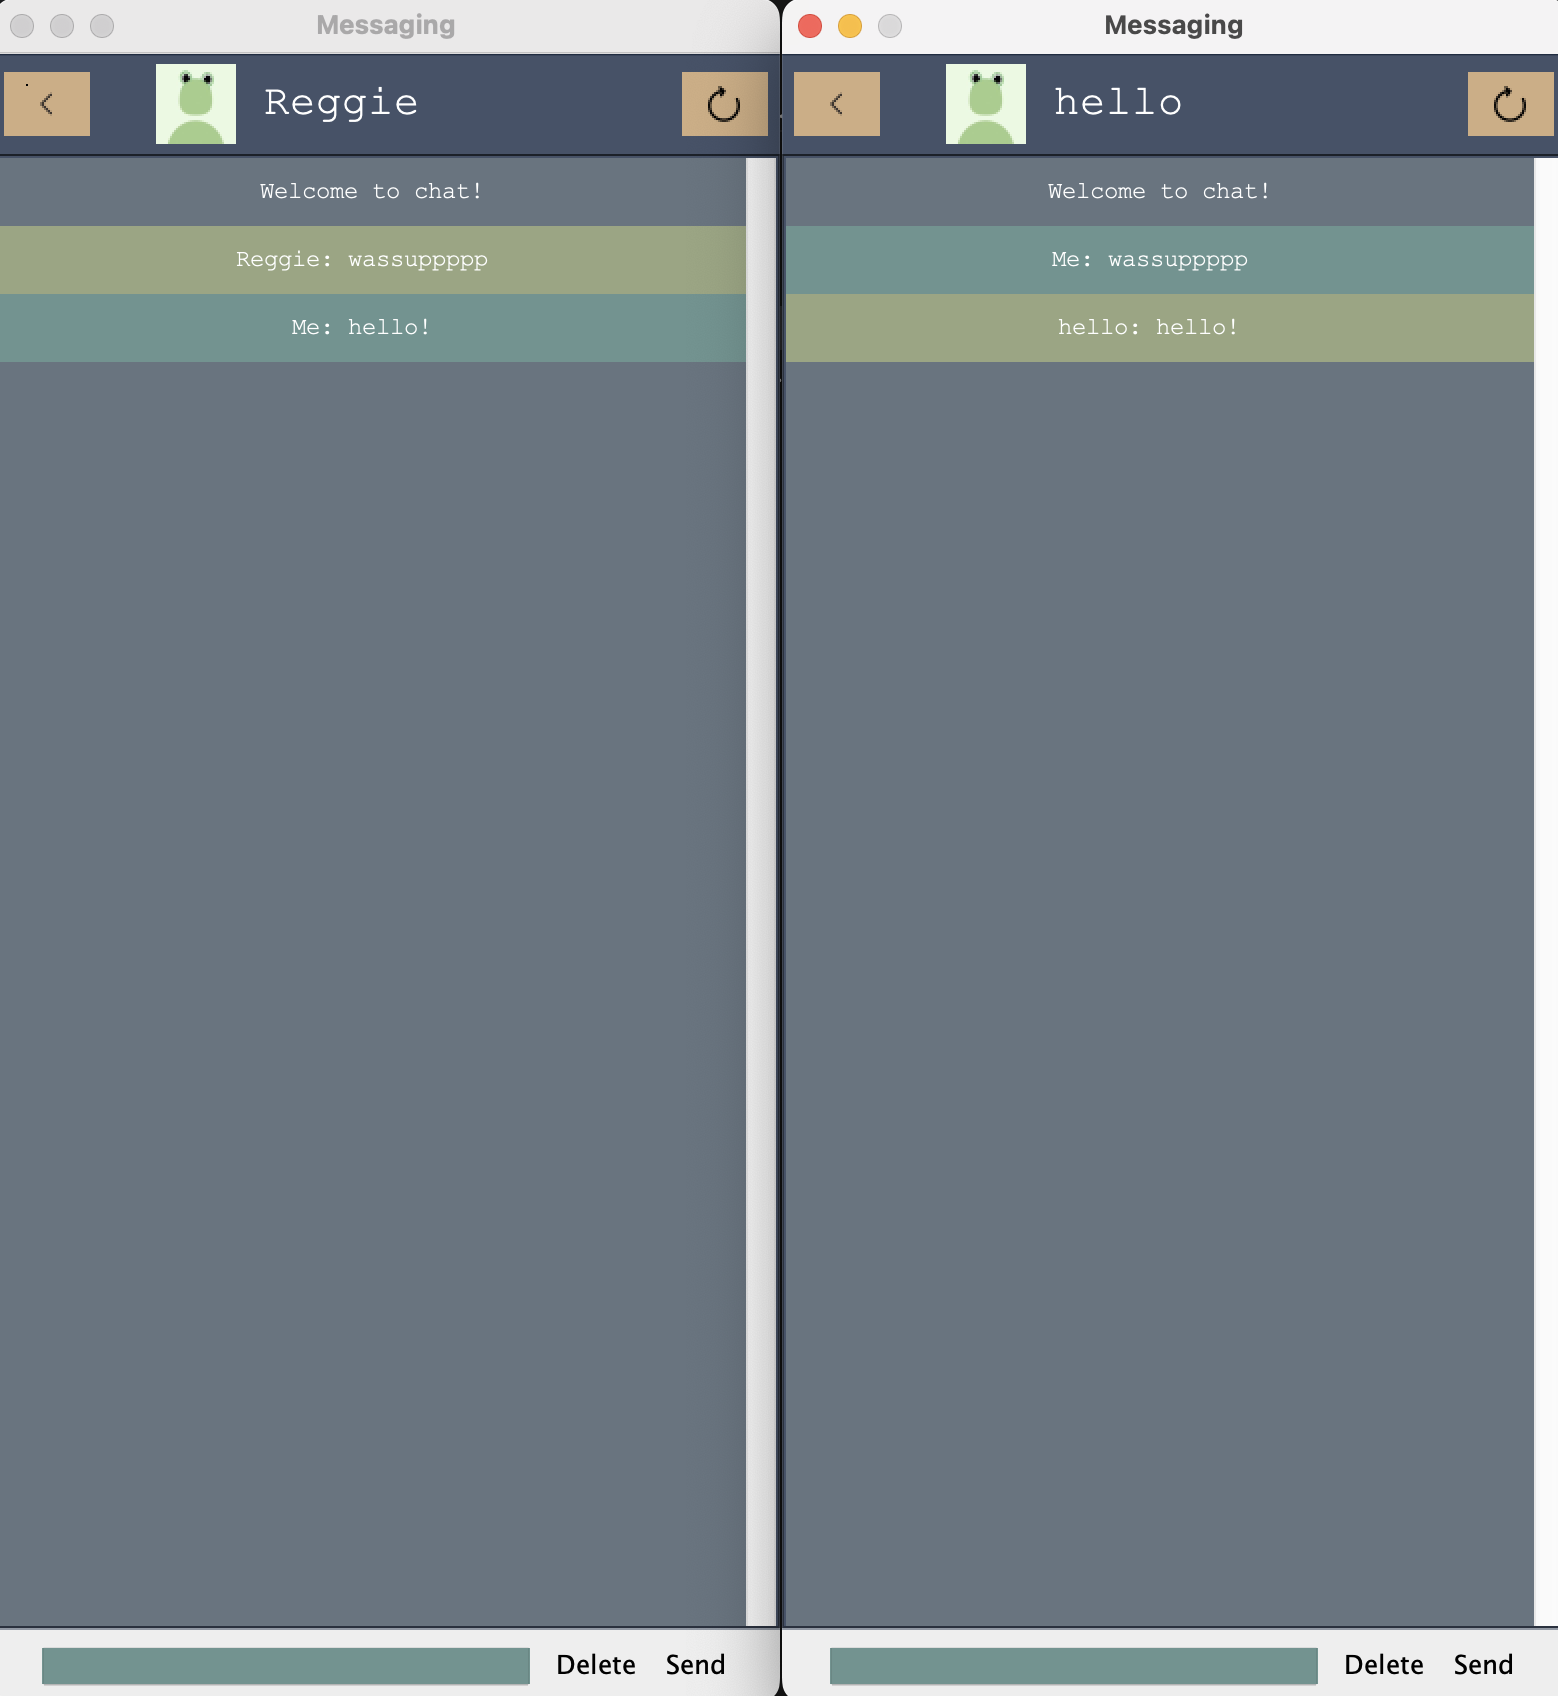 Messaging
Reggie
Welcome to chat!
Reggie: wassuppppp
Me: hello!
Delete Send
Messaging
hello
Welcome to chat!
Me: wassuppppp
hello: hello!
Delete Send